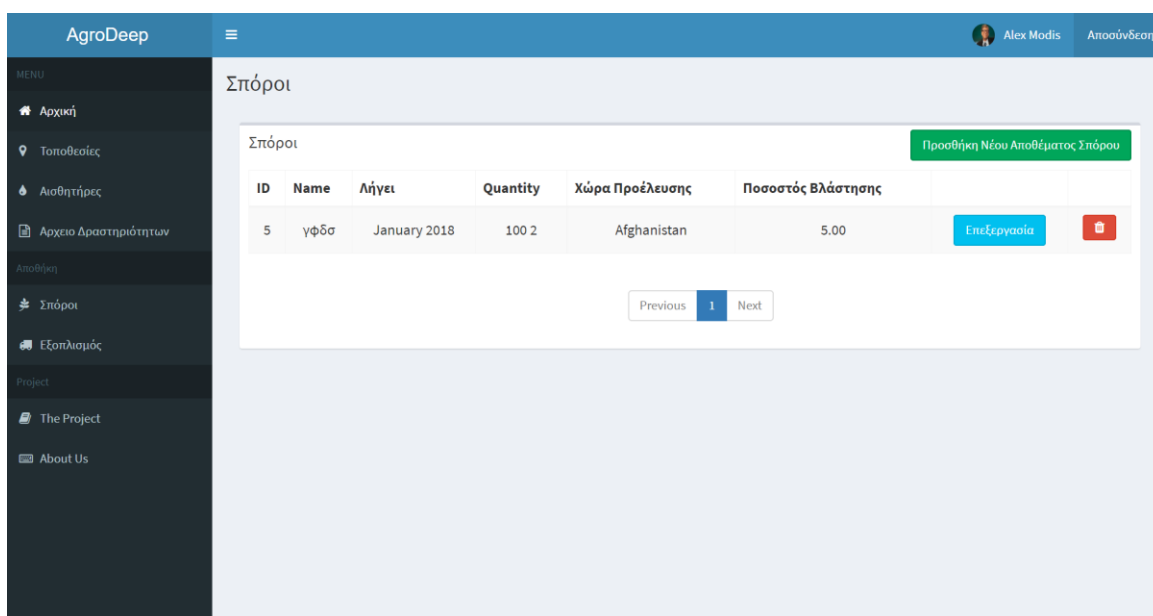 AgroDeep
Alex Modis
Αποσύνδεση
MENU
Αρχική
Τοποθεσίες
Αισθητήρες
Αρχειο Δραστηριότητων
Αποθήκη
Σπόροι
Εξοπλισμός
Project
The Project
About Us
Σπόροι
Σπόροι
Προσθήκη Νέου Αποθέματος Σπόρου
ID Name Λήγει Quantity Χώρα Προέλευσης Ποσοστός Βλάστησης
5 γφδσ January 2018 100 2 Afghanistan 5.00 Επεξεργασία
Previous 1 Next